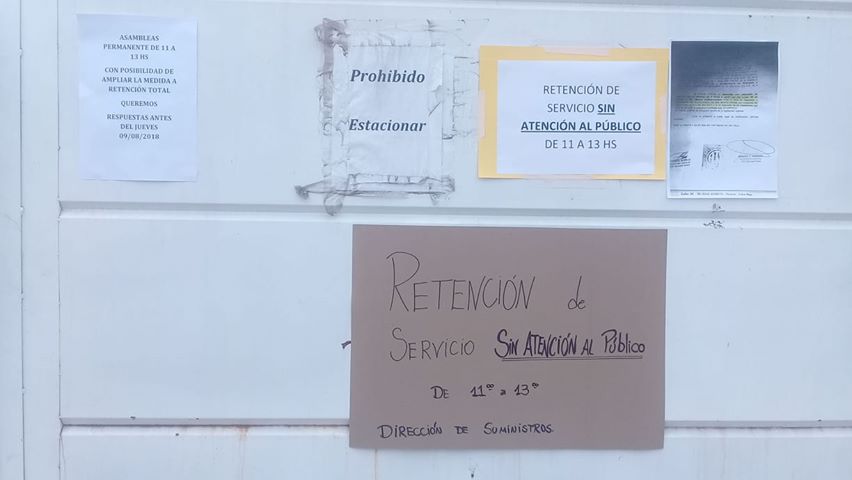 ASAMBLEAS
PERMANENTE DE 11 A
13 HS
CON POSIBILIDAD DE
AMPLIAR LA MEDIDA A
RETENCIÓN TOTAL
QUEREMOS
RESPUESTAS ANTES
DEL JUEVES
09/08/2018
Prohibido
Estacionar
RETENCIÓN DE
SERVICIO SIN
ATENCIÓN AL PÚBLICO
DE 11 A 13 HS
RETENCIÓN de
SERVICIO SIN ATENCIÓN AL PÚBLICO
DE 11ºº a 13º
DIRECCIÓN DE SUMINISTROS.